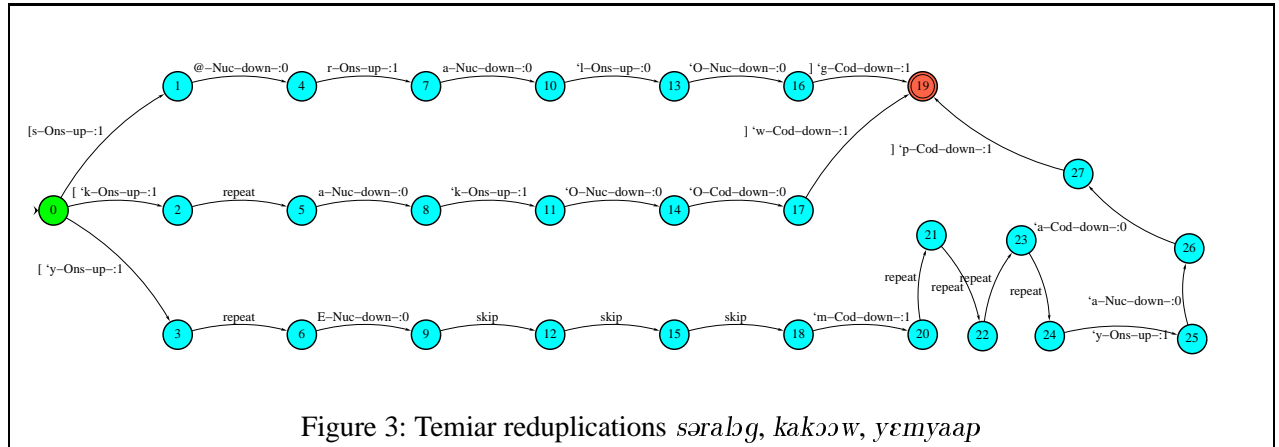 @−Nuc−down−:0 r−Ons−up−:1 a−Nuc−down−:0 ‘l−Ons−up−:0 ‘O−Nuc−down−:0 ] ‘g−Cod−down−:1
1 4 7 10 13 16 19
[s−Ons−up−:1 ] ‘w−Cod−down−:1
] ‘p−Cod−down−:1
27
[ ‘k−Ons−up−:1 repeat a−Nuc−down−:0 ‘k−Ons−up−:1 ‘O−Nuc−down−:0 ‘O−Cod−down−:0
0 2 5 8 11 14 17
‘a−Cod−down−:0
21 23 26
[ ‘y−Ons−up−:1
repeat repeat repeat repeat
‘a−Nuc−down−:0
repeat E−Nuc−down−:0 skip skip skip ‘m−Cod−down−:1
3 6 9 12 15 18 20 22 24 ‘y−Ons−up−:1 25
Figure 3: Temiar reduplications səralɔg, kakɔɔw, yɛmyaap